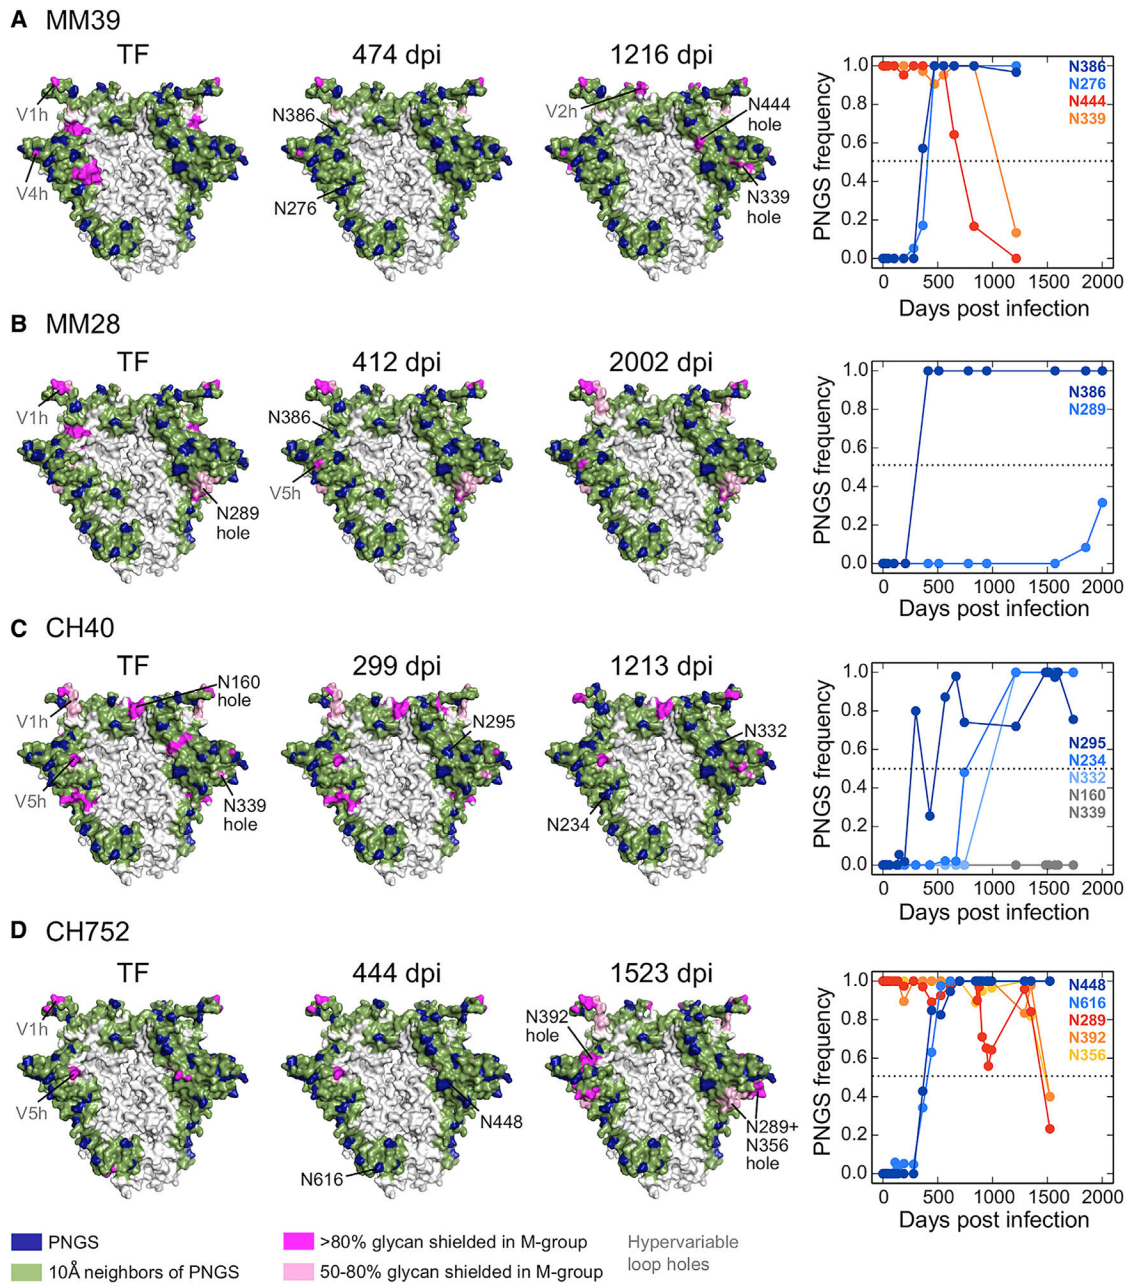 A MM39
TF 474 dpi 1216 dpi
V1h
V4h
N386
N276
V2h
N444
hole
N339
hole
PNGS frequency
1.0
0.8
0.6
0.4
0.2
0.0
N386
N276
N444
N339
0 500 1000 1500 2000
Days post infection
B MM28
TF 412 dpi 2002 dpi
V1h
N289
hole
N386
V5h
PNGS frequency
1.0
0.8
0.6
0.4
0.2
0.0
N386
N289
0 500 1000 1500 2000
Days post infection
C CH40
TF 299 dpi 1213 dpi
V1h
V5h
N160
hole
N339
hole
N295
N332
N234
PNGS frequency
1.0
0.8
0.6
0.4
0.2
0.0
N295
N234
N332
N160
N339
0 500 1000 1500 2000
Days post infection
D CH752
TF 444 dpi 1523 dpi
V1h
V5h
N448
N616
N392
hole
N289+
N356
hole
PNGS frequency
1.0
0.8
0.6
0.4
0.2
0.0
N448
N616
N289
N392
N356
0 500 1000 1500 2000
Days post infection
PNGS
10Å neighbors of PNGS
>80% glycan shielded in M-group
50-80% glycan shielded in M-group
Hypervariable
loop holes